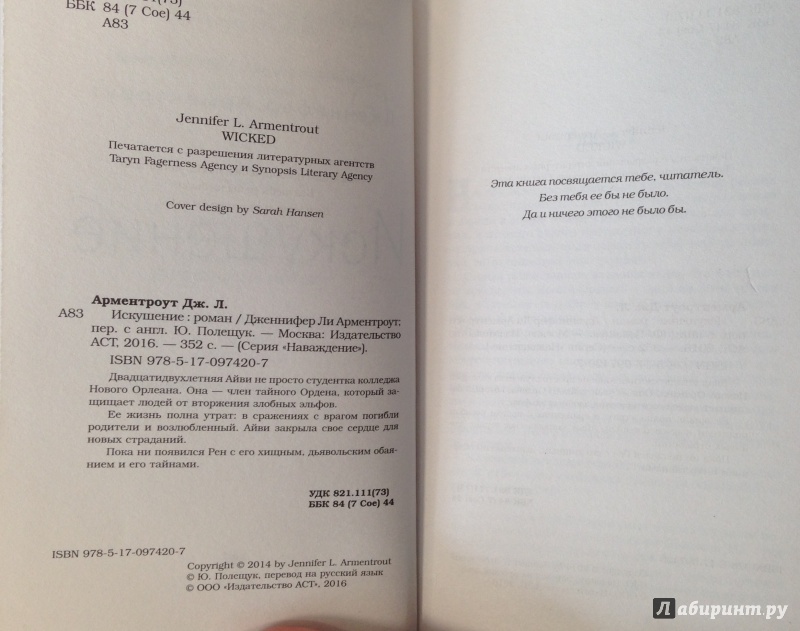 ББК 84 (7 Сое) 44
А83
Jennifer L. Armentrout
WICKED
Печатается с разрешения литературных агентств
Taryn Fagerness Agency и Synopsis Literary Agency
Cover design by Sarah Hansen
Арментроут Дж. Л.
А83 Искушение : роман / Дженнифер Ли Арментроут;
пер. с англ. Ю. Полещук. — Москва: Издательство
АСТ, 2016. — 352 с. — (Серия «Наваждение»).
ISBN 978-5-17-097420-7
Двадцатидвухлетняя Айви не просто студентка колледжа
Нового Орлеана. Она — член тайного Ордена, который за-
щищает людей от вторжения злобных эльфов.
Ее жизнь полна утрат: в сражениях с врагом погибли
родители и возлюбленный. Айви закрыла свое сердце для
новых страданий.
Пока ни появился Рен с его хищным, дьявольским обая-
нием и его тайнами.
УДК 821.111(73)
ББК 84 (7 Сое) 44
ISBN 978-5-17-097420-7
Copyright © 2014 by Jennifer L. Armentrout
© Ю. Полещук, перевод на русский язык
© ООО «Издательство АСТ», 2016
Эта книга посвящается тебе, читатель.
Без тебя ее бы не было.
Да и ничего этого не было бы.
Лабиринт.ру